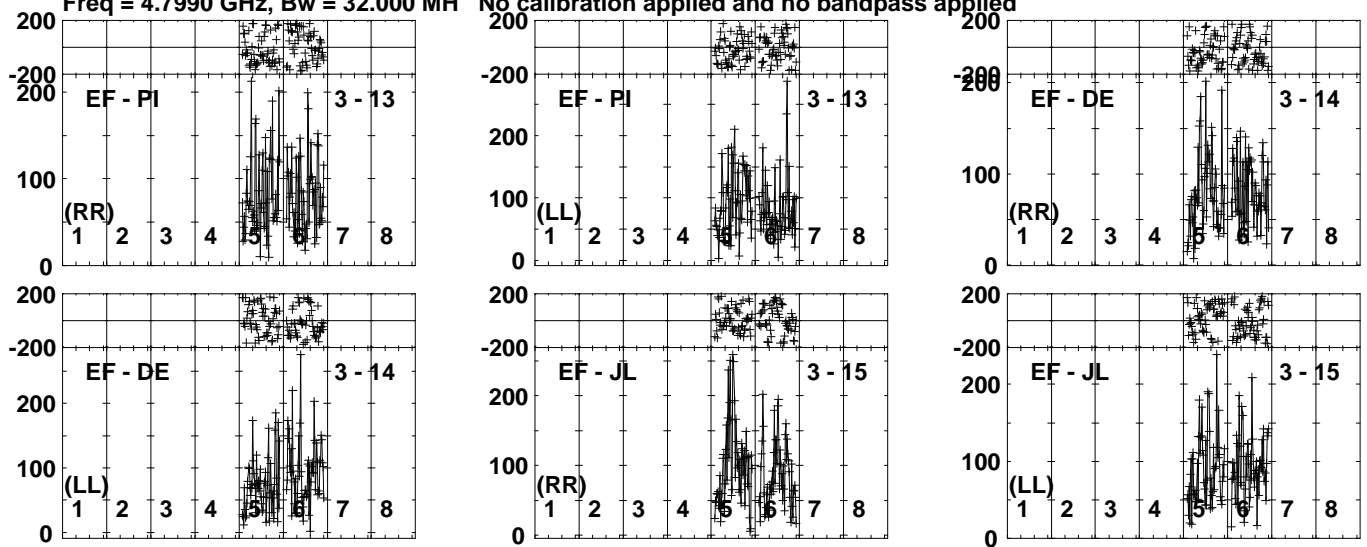 Freq = 4.7990 GHz, Bw = 32.000 MH No calibration applied and no bandpass applied
200
-200
200
EF - PI 3 - 13
100
(RR)
1 2 3 4 5 6 7 8
0
200
-200
EF - PI 3 - 13
200
100
(LL)
1 2 3 4 5 6 7 8
0
200
-200
200
EF - DE 3 - 14
100
(RR)
1 2 3 4 5 6 7 8
0
200
-200
EF - DE 3 - 14
200
100
(LL)
1 2 3 4 5 6 7 8
0
200
-200
EF - JL 3 - 15
200
100
(RR)
1 2 3 4 5 6 7 8
0
200
-200
EF - JL 3 - 15
200
100
(LL)
1 2 3 4 5 6 7 8
0